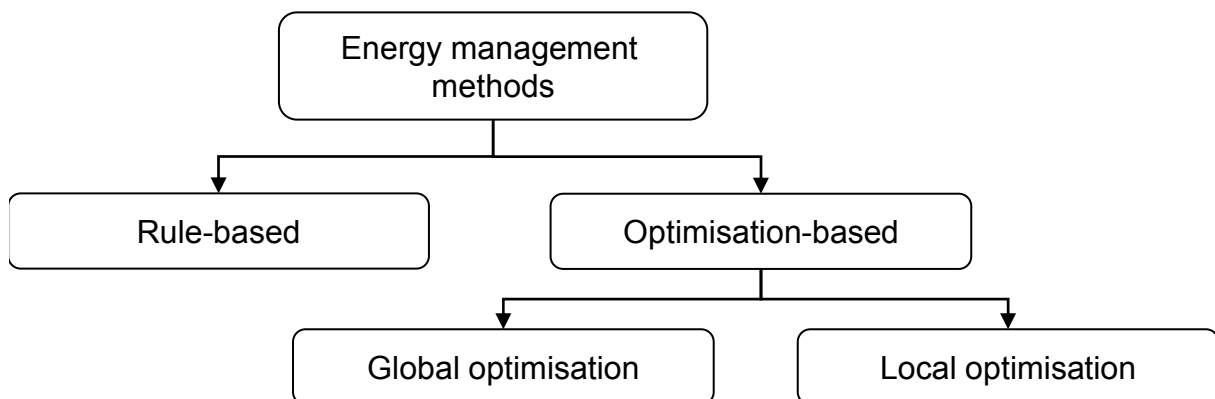 Energy management
methods
Rule-based
Optimisation-based
Global optimisation
Local optimisation